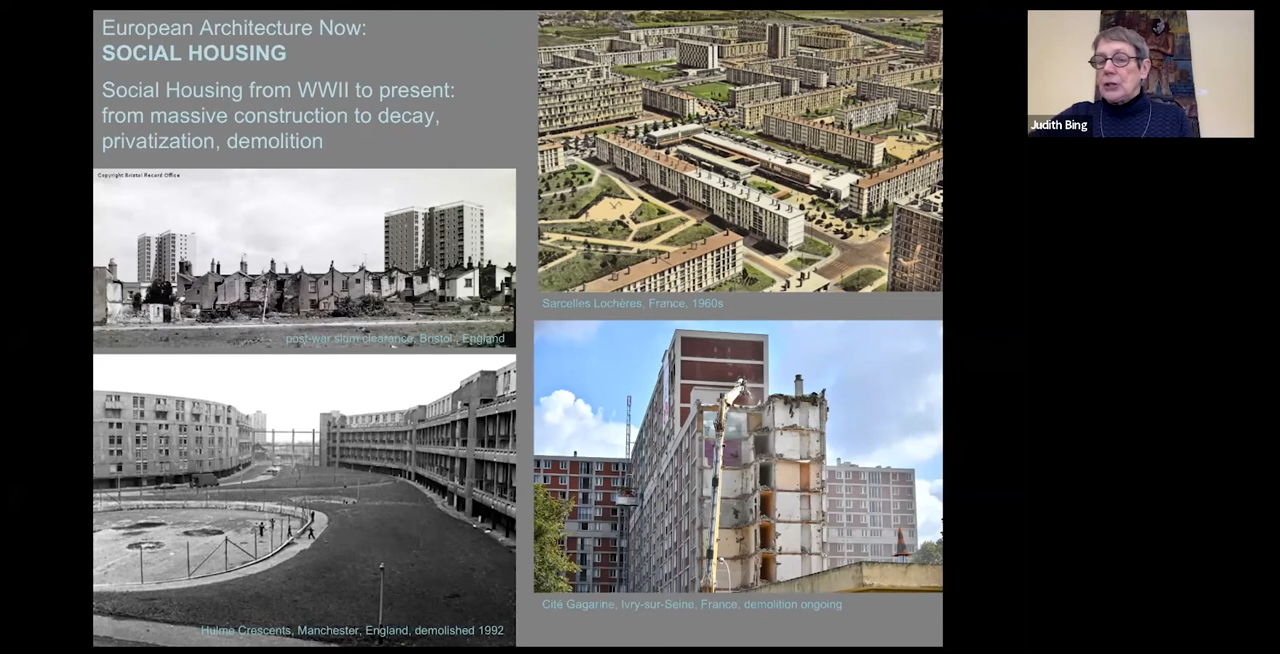 European Architecture Now:
SOCIAL HOUSING
Social Housing from WWII to present:
from massive construction to decay,
privatization, demolition
Copyright Bristol Record Office
post-war slum clearance, Bristol, England
Hulme Crescents, Manchester, England, demolished 1992
Sarcelles Lochères, France, 1960s
Cité Gagarine, Ivry-sur-Seine, France, demolition ongoing
Judith Bing